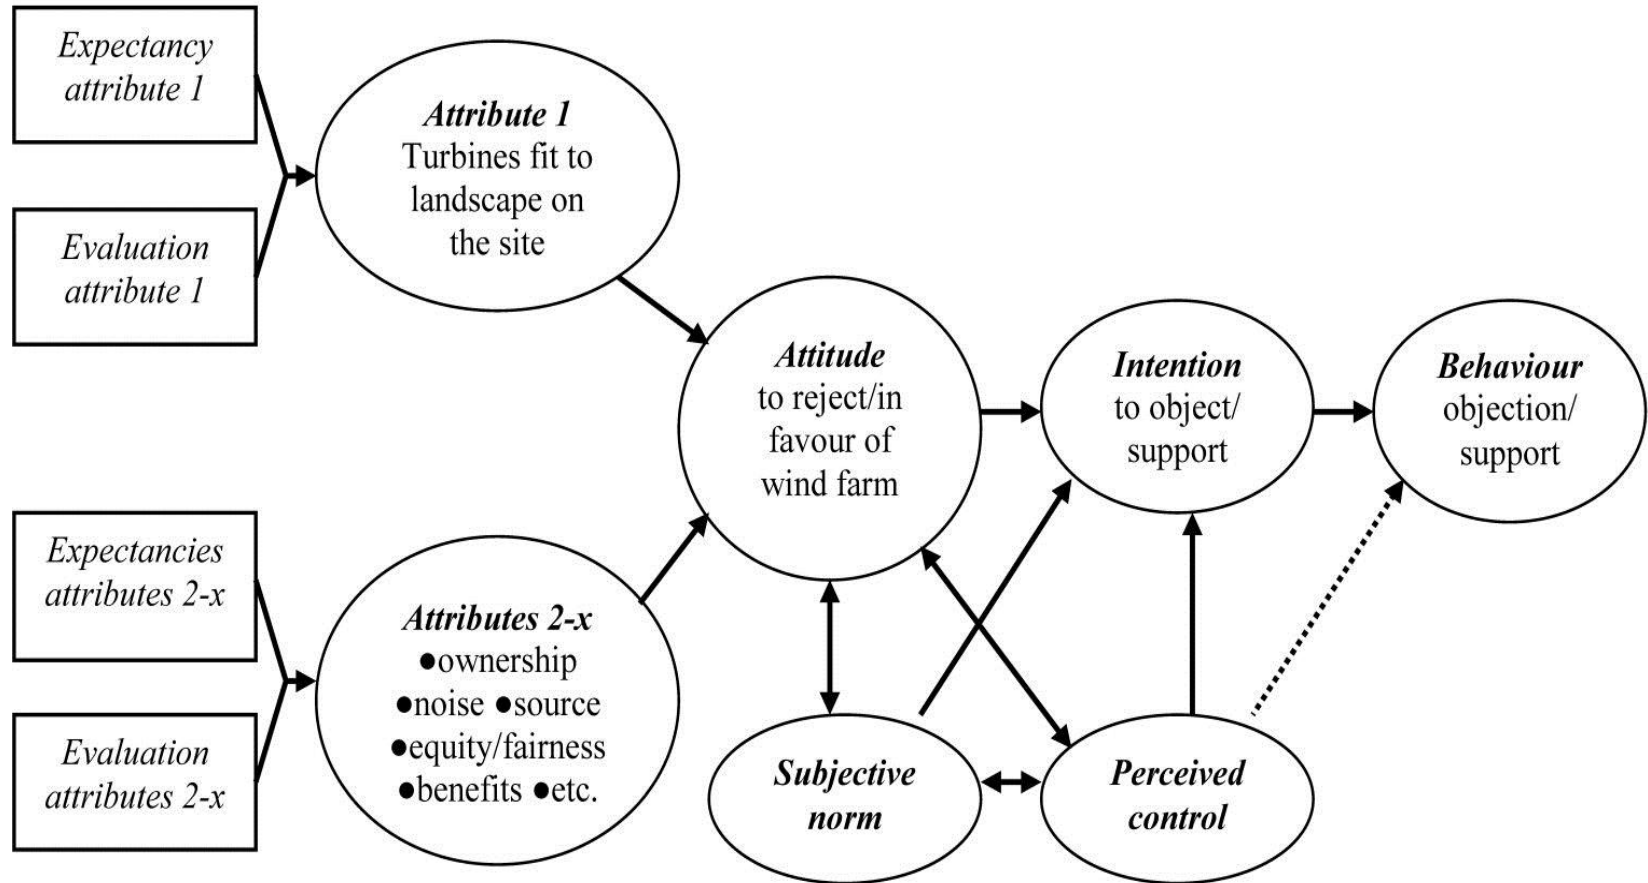 Expectancy
attribute 1
Evaluation
attribute 1
Attribute 1
Turbines fit to
landscape on
the site
Expectancies
attributes 2-x
Evaluation
attributes 2-x
Attributes 2-x
●ownership
●noise ●source
●equity/fairness
●benefits ●etc.
Attitude
to reject/in
favour of
wind farm
Subjective
norm
Perceived
control
Intention
to object/
support
Behaviour
objection/
support